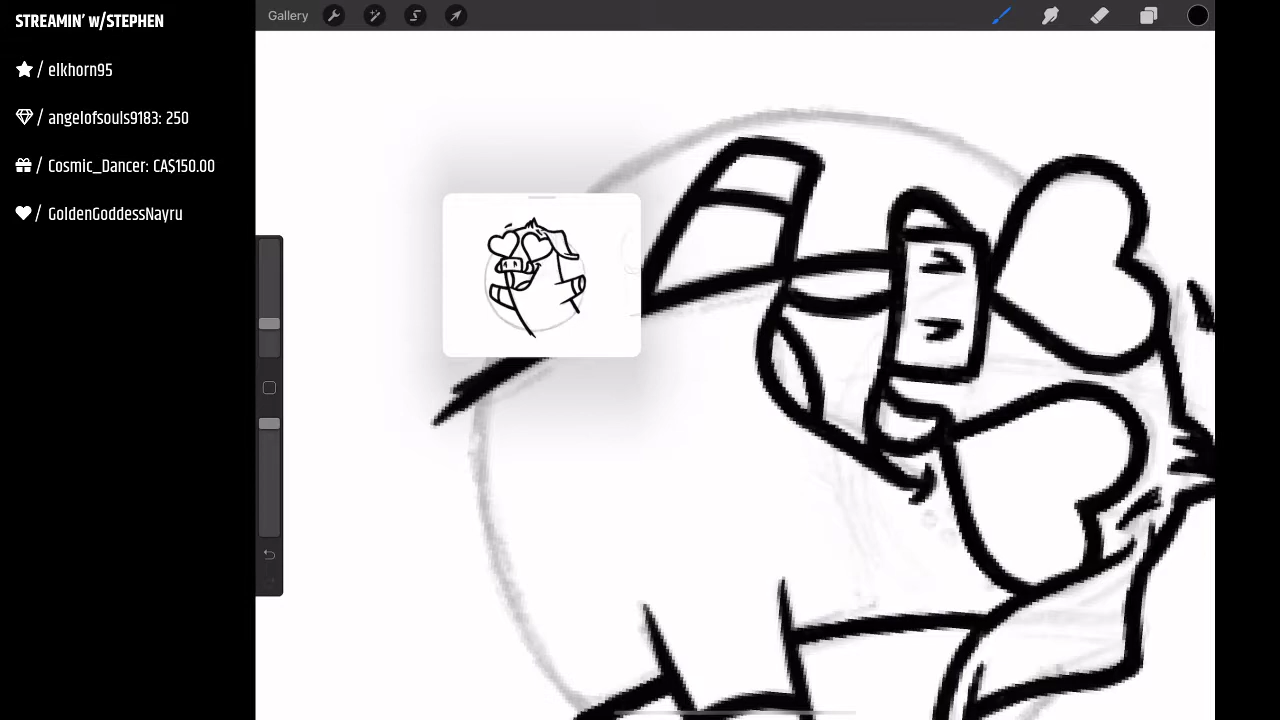 STREAMIN' w/STEPHEN
/ elkhorn95
/ angelofsouls9183: 250
/ Cosmic_Dancer: CA$150.00
/ GoldenGoddessNayru
Gallery